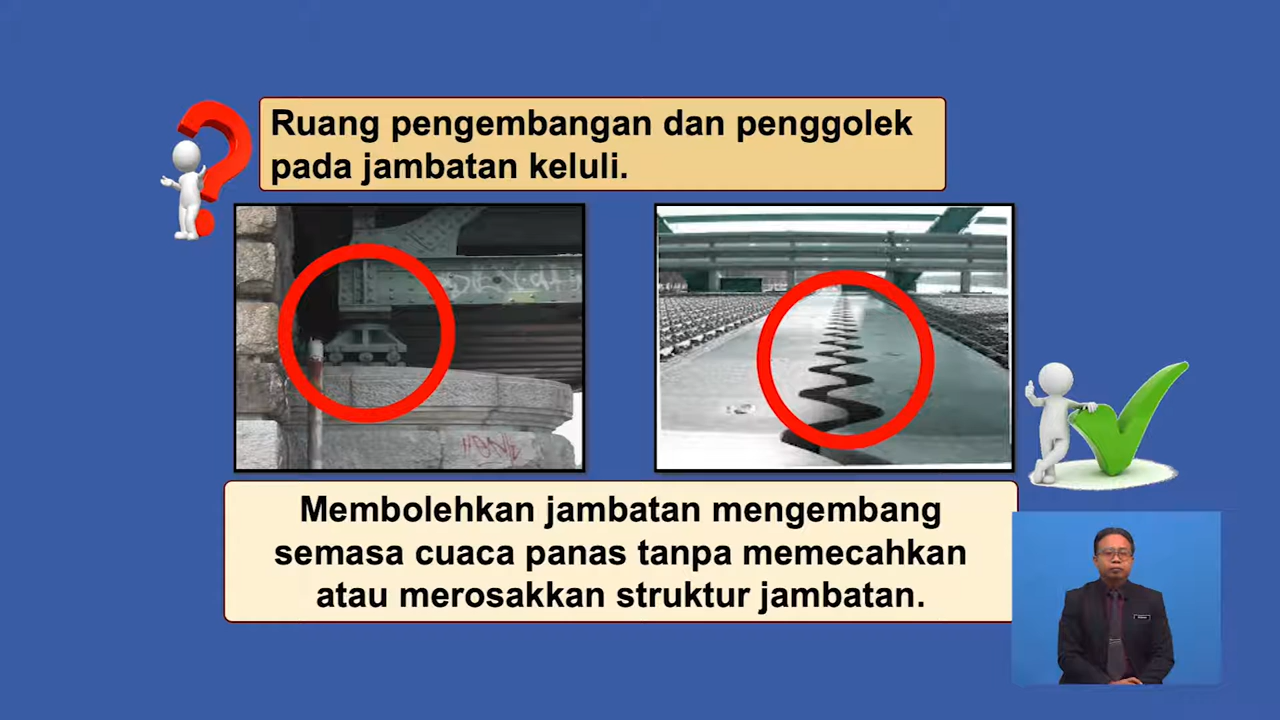 Ruang pengembangan dan penggolek
pada jambatan keluli.
Membolehkan jambatan mengembang
semasa cuaca panas tanpa memecahkan
atau merosakkan struktur jambatan.